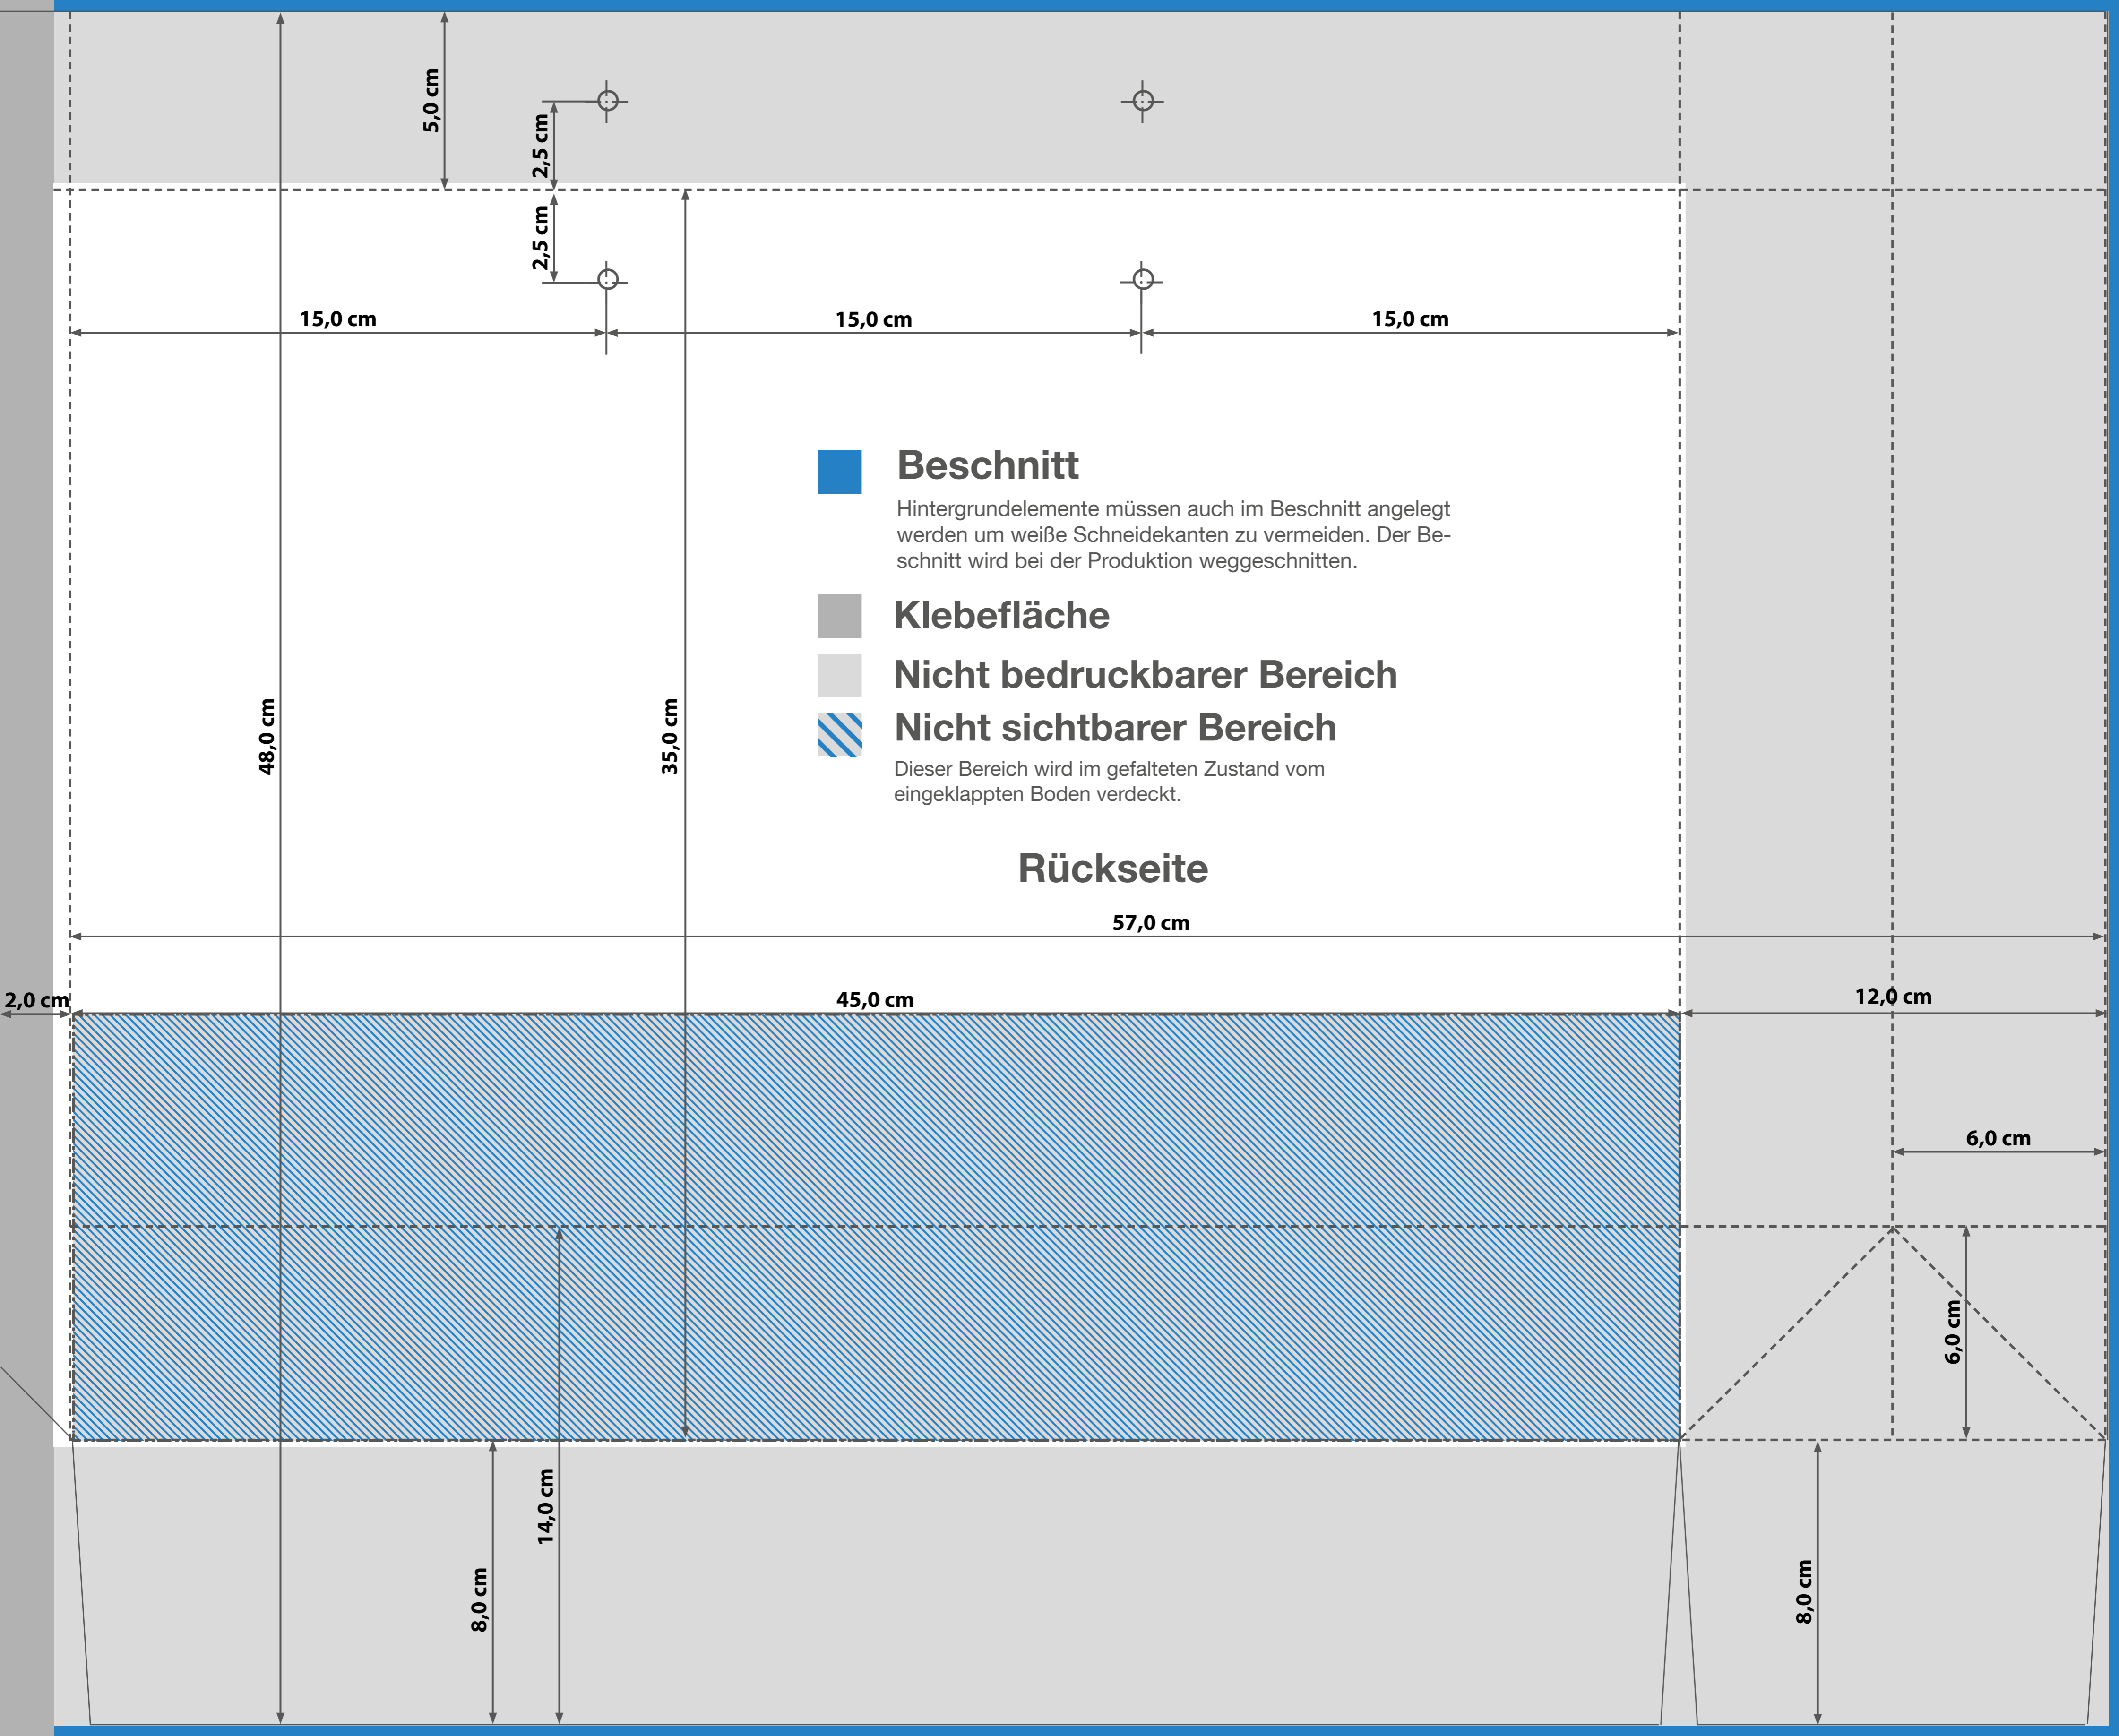 5,0 cm
2,5 cm
2,5 cm
15,0 cm
15,0 cm
15,0 cm
Beschnitt
Hintergrundelemente müssen auch im Beschnitt angelegt
werden um weiße Schneidekanten zu vermeiden. Der Be-
schnitt wird bei der Produktion weggeschnitten.
Klebefläche
Nicht bedruckbarer Bereich
Nicht sichtbarer Bereich
Dieser Bereich wird im gefalteten Zustand vom
eingeklappten Boden verdeckt.
48,0 cm
35,0 cm
Rückseite
57,0 cm
2,0 cm
45,0 cm
12,0 cm
6,0 cm
6,0 cm
14,0 cm
8,0 cm
8,0 cm